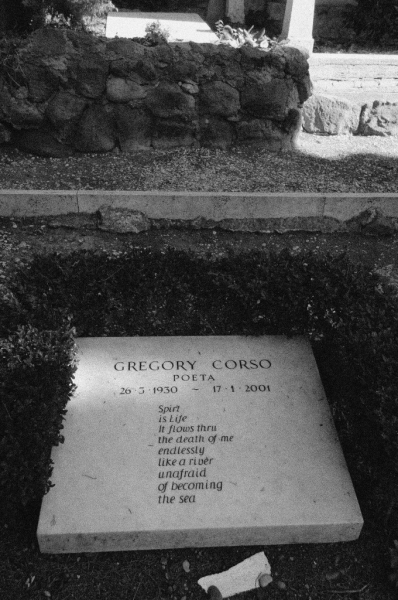 GREGORY CORSO
POETA
26·3·1930 ~ 17·1·2001
Spirt
is Life
It flows thru
the death of me
endlessly
like a river
unafraid
of becoming
the sea